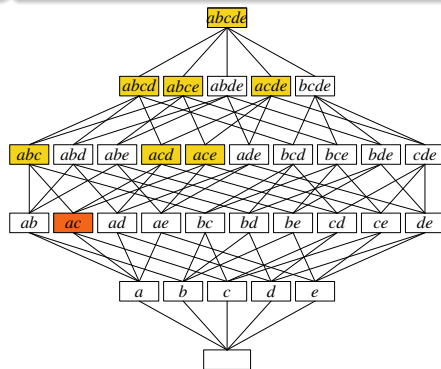 abcde
abcd abce abde acde bcde
abc abd abe acd ace ade bcd bce bde cde
ab ac ad ae bc bd be cd ce de
a b c d e